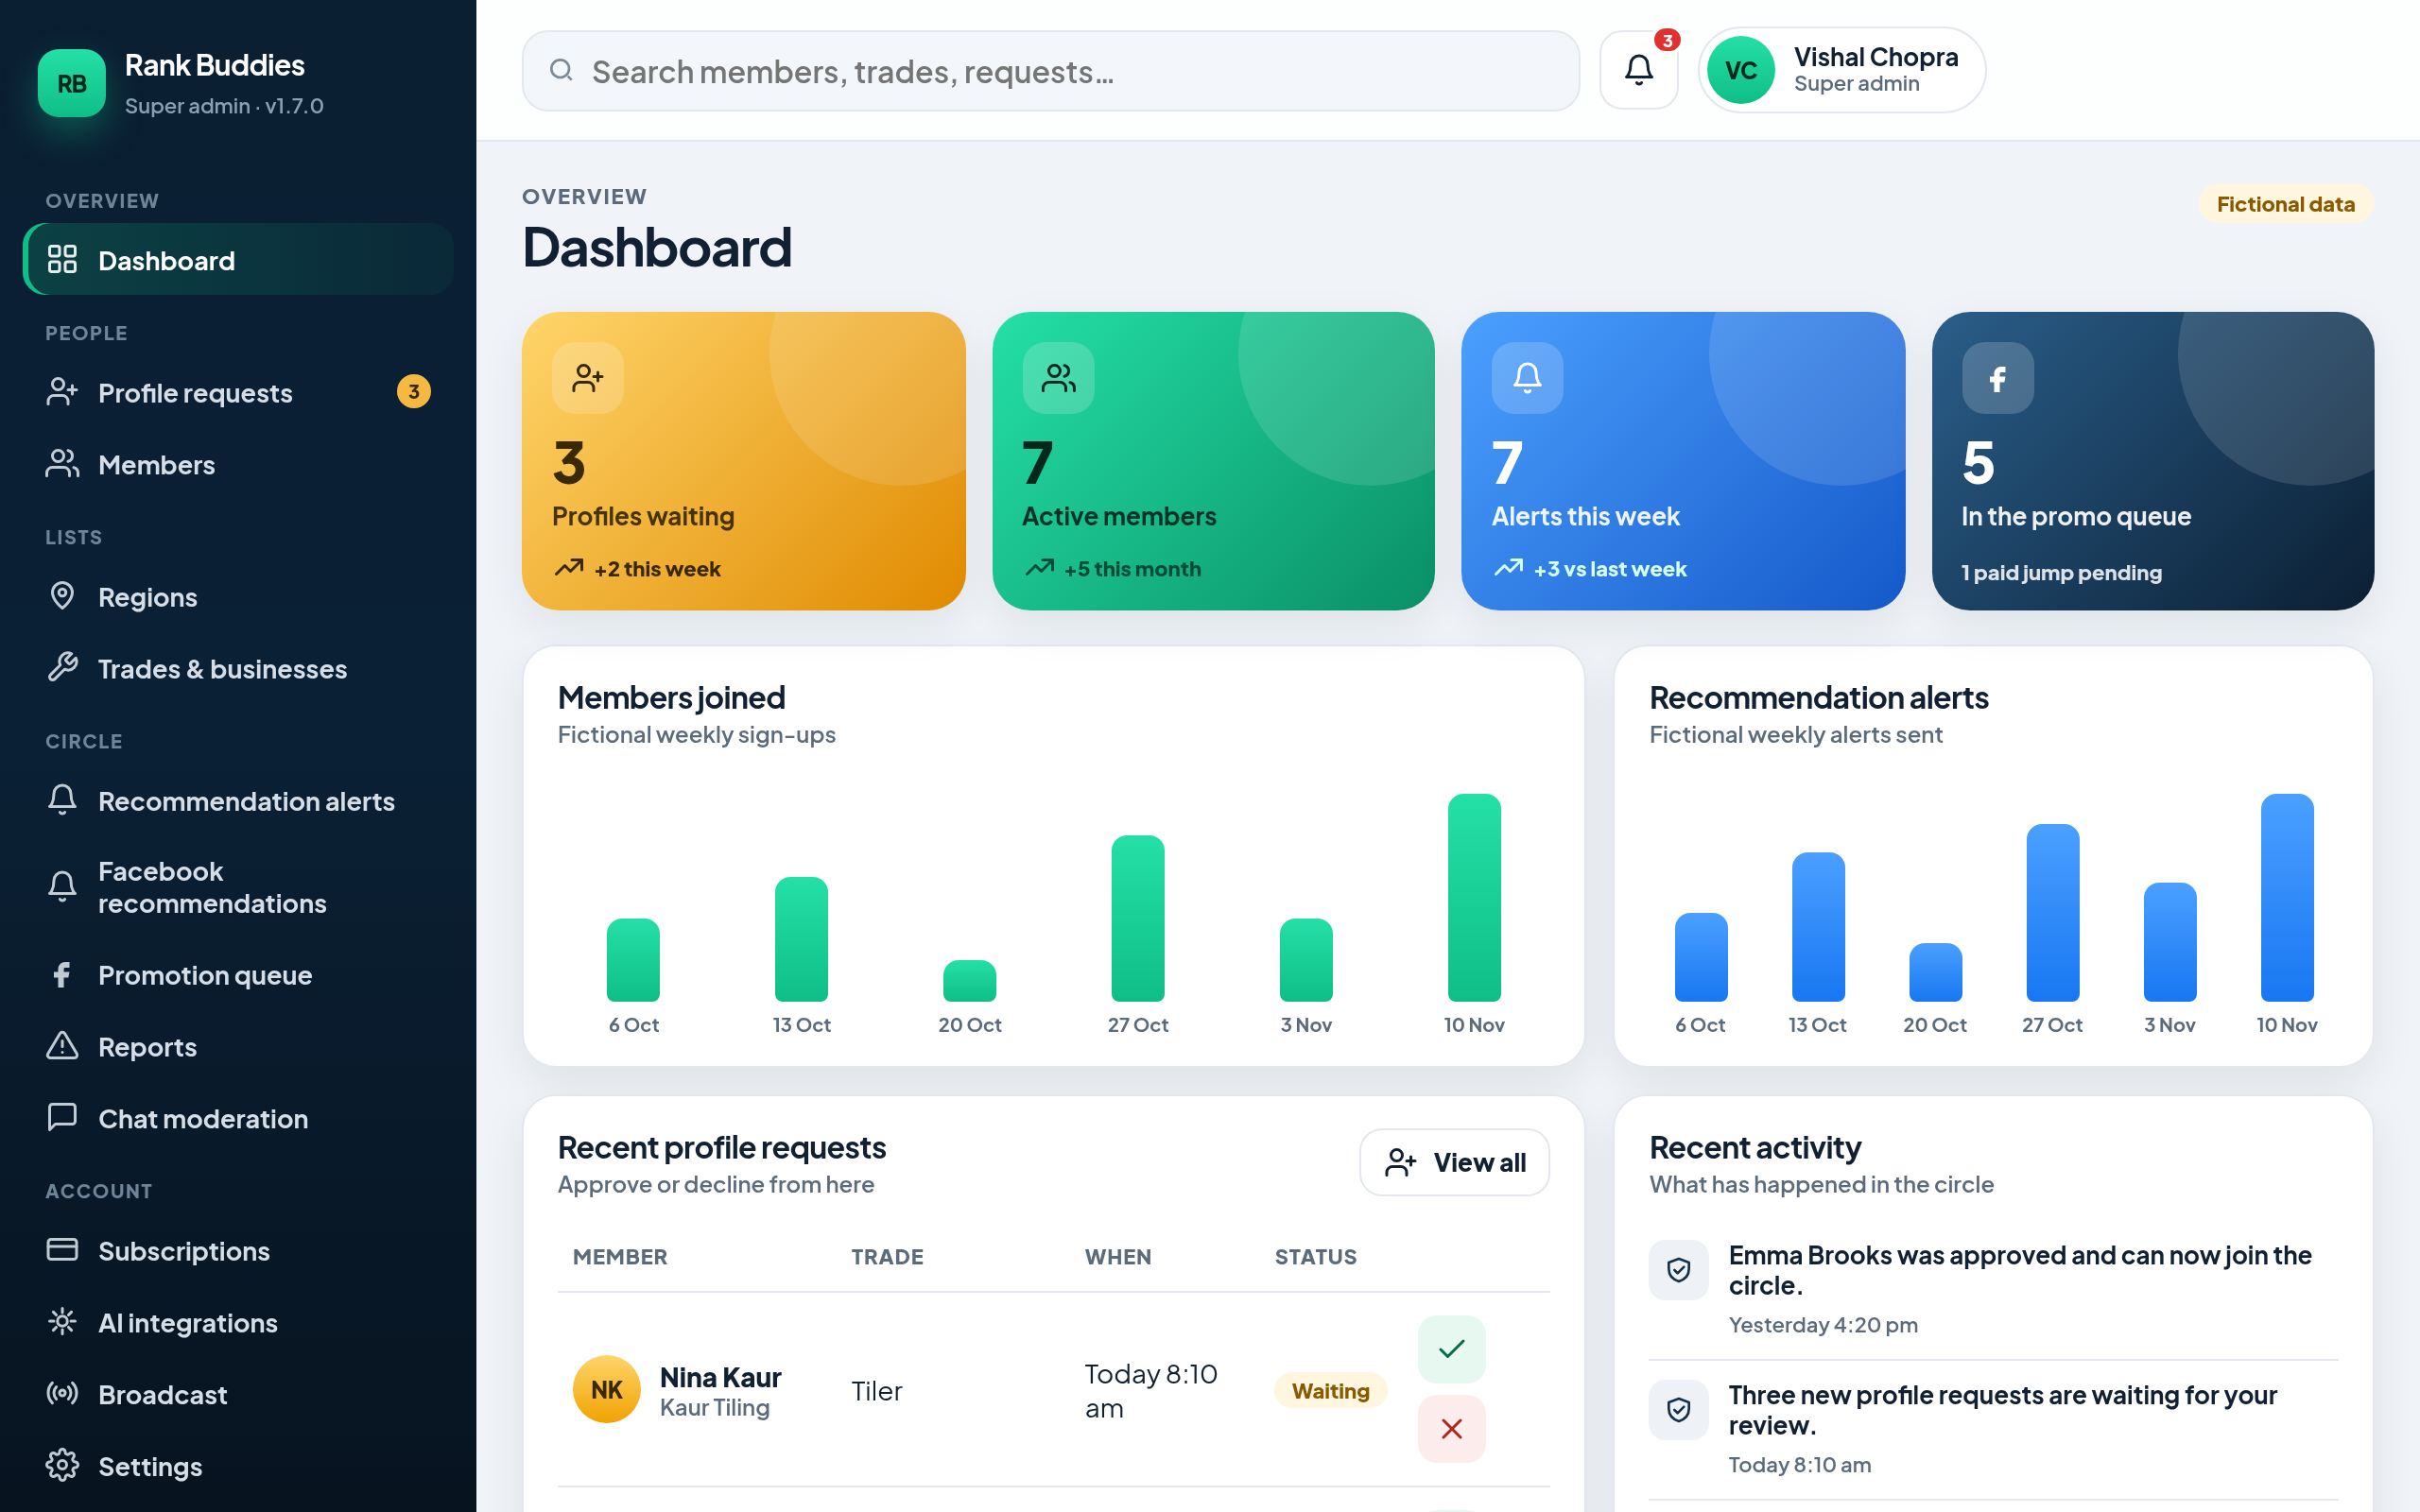 RB
Rank Buddies
Super admin · v1.7.0
OVERVIEW
Dashboard
PEOPLE
Profile requests
3
Members
LISTS
Regions
Trades & businesses
CIRCLE
Recommendation alerts
Facebook
recommendations
Promotion queue
Reports
Chat moderation
ACCOUNT
Subscriptions
AI integrations
Broadcast
Settings
Search members, trades, requests...
3
VC
Vishal Chopra
Super admin
OVERVIEW
Dashboard
Fictional data
3
Profiles waiting
+2 this week
7
Active members
+5 this month
7
Alerts this week
+3 vs last week
5
In the promo queue
1 paid jump pending
Members joined
Fictional weekly sign-ups
6 Oct
13 Oct
20 Oct
27 Oct
3 Nov
10 Nov
Recommendation alerts
Fictional weekly alerts sent
6 Oct
13 Oct
20 Oct
27 Oct
3 Nov
10 Nov
Recent profile requests
Approve or decline from here
View all
MEMBER
TRADE
WHEN
STATUS
NK
Nina Kaur
Kaur Tiling
Tiler
Today 8:10
am
Waiting
Recent activity
What has happened in the circle
Emma Brooks was approved and can now join the
circle.
Yesterday 4:20 pm
Three new profile requests are waiting for your
review.
Today 8:10 am